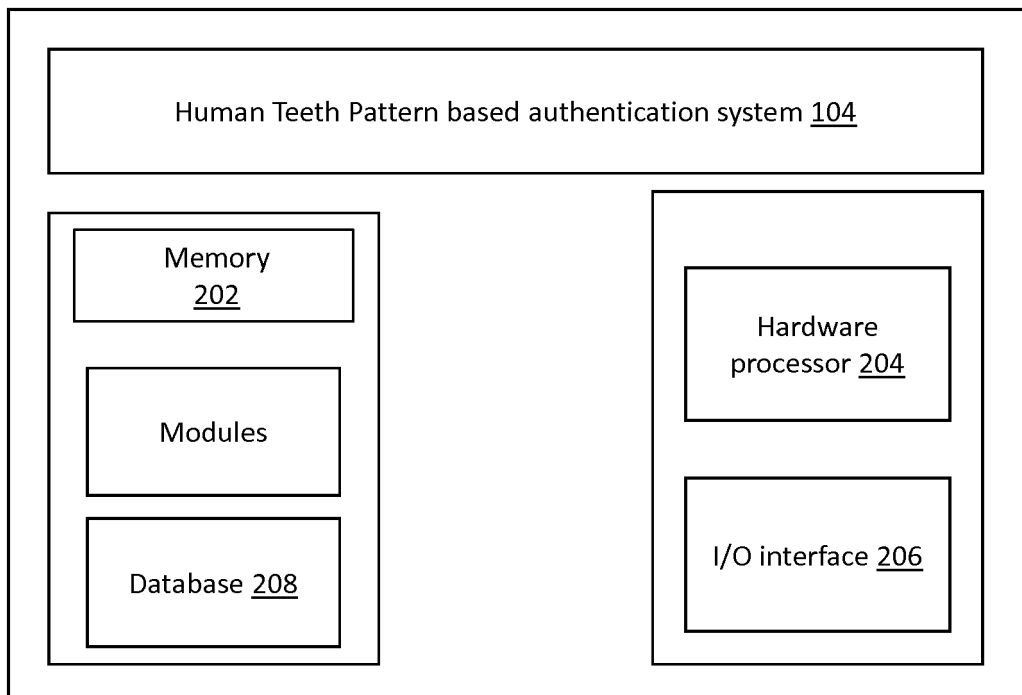 Human Teeth Pattern based authentication system 104
Memory
202
Modules
Database 208
Hardware
processor 204
I/O interface 206